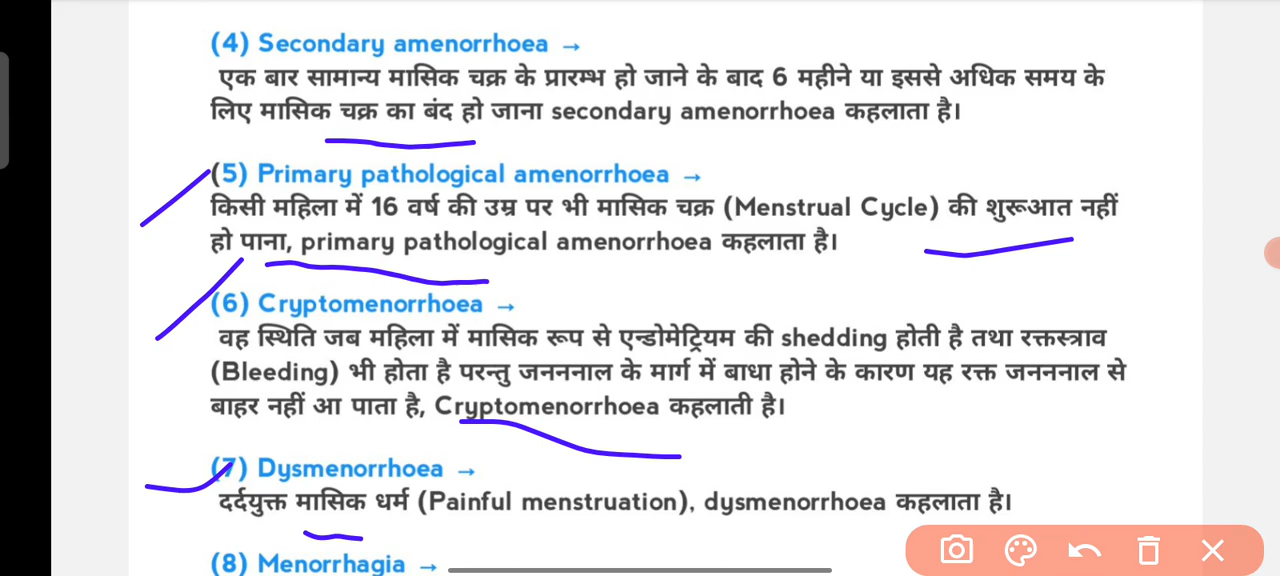 (4) Secondary amenorrhoea →
एक बार सामान्य मासिक चक्र के प्रारम्भ हो जाने के बाद 6 महीने या इससे अधिक समय के
लिए मासिक चक्र का बंद हो जाना secondary amenorrhoea कहलाता है।
(5) Primary pathological amenorrhoea →
किसी महिला में 16 वर्ष की उम्र पर भी मासिक चक्र (Menstrual Cycle) की शुरूआत नहीं
हो पाना, primary pathological amenorrhoea कहलाता है।
(6) Cryptomenorrhoea →
वह स्थिति जब महिला में मासिक रूप से एन्डोमेट्रियम की shedding होती है तथा रक्तस्त्राव
(Bleeding) भी होता है परन्तु जनननाल के मार्ग में बाधा होने के कारण यह रक्त जनननाल से
बाहर नहीं आ पाता है, Cryptomenorrhoea कहलाती है।
(7) Dysmenorrhoea →
दर्दयुक्त मासिक धर्म (Painful menstruation), dysmenorrhoea कहलाता है।
(8) Menorrhagia →